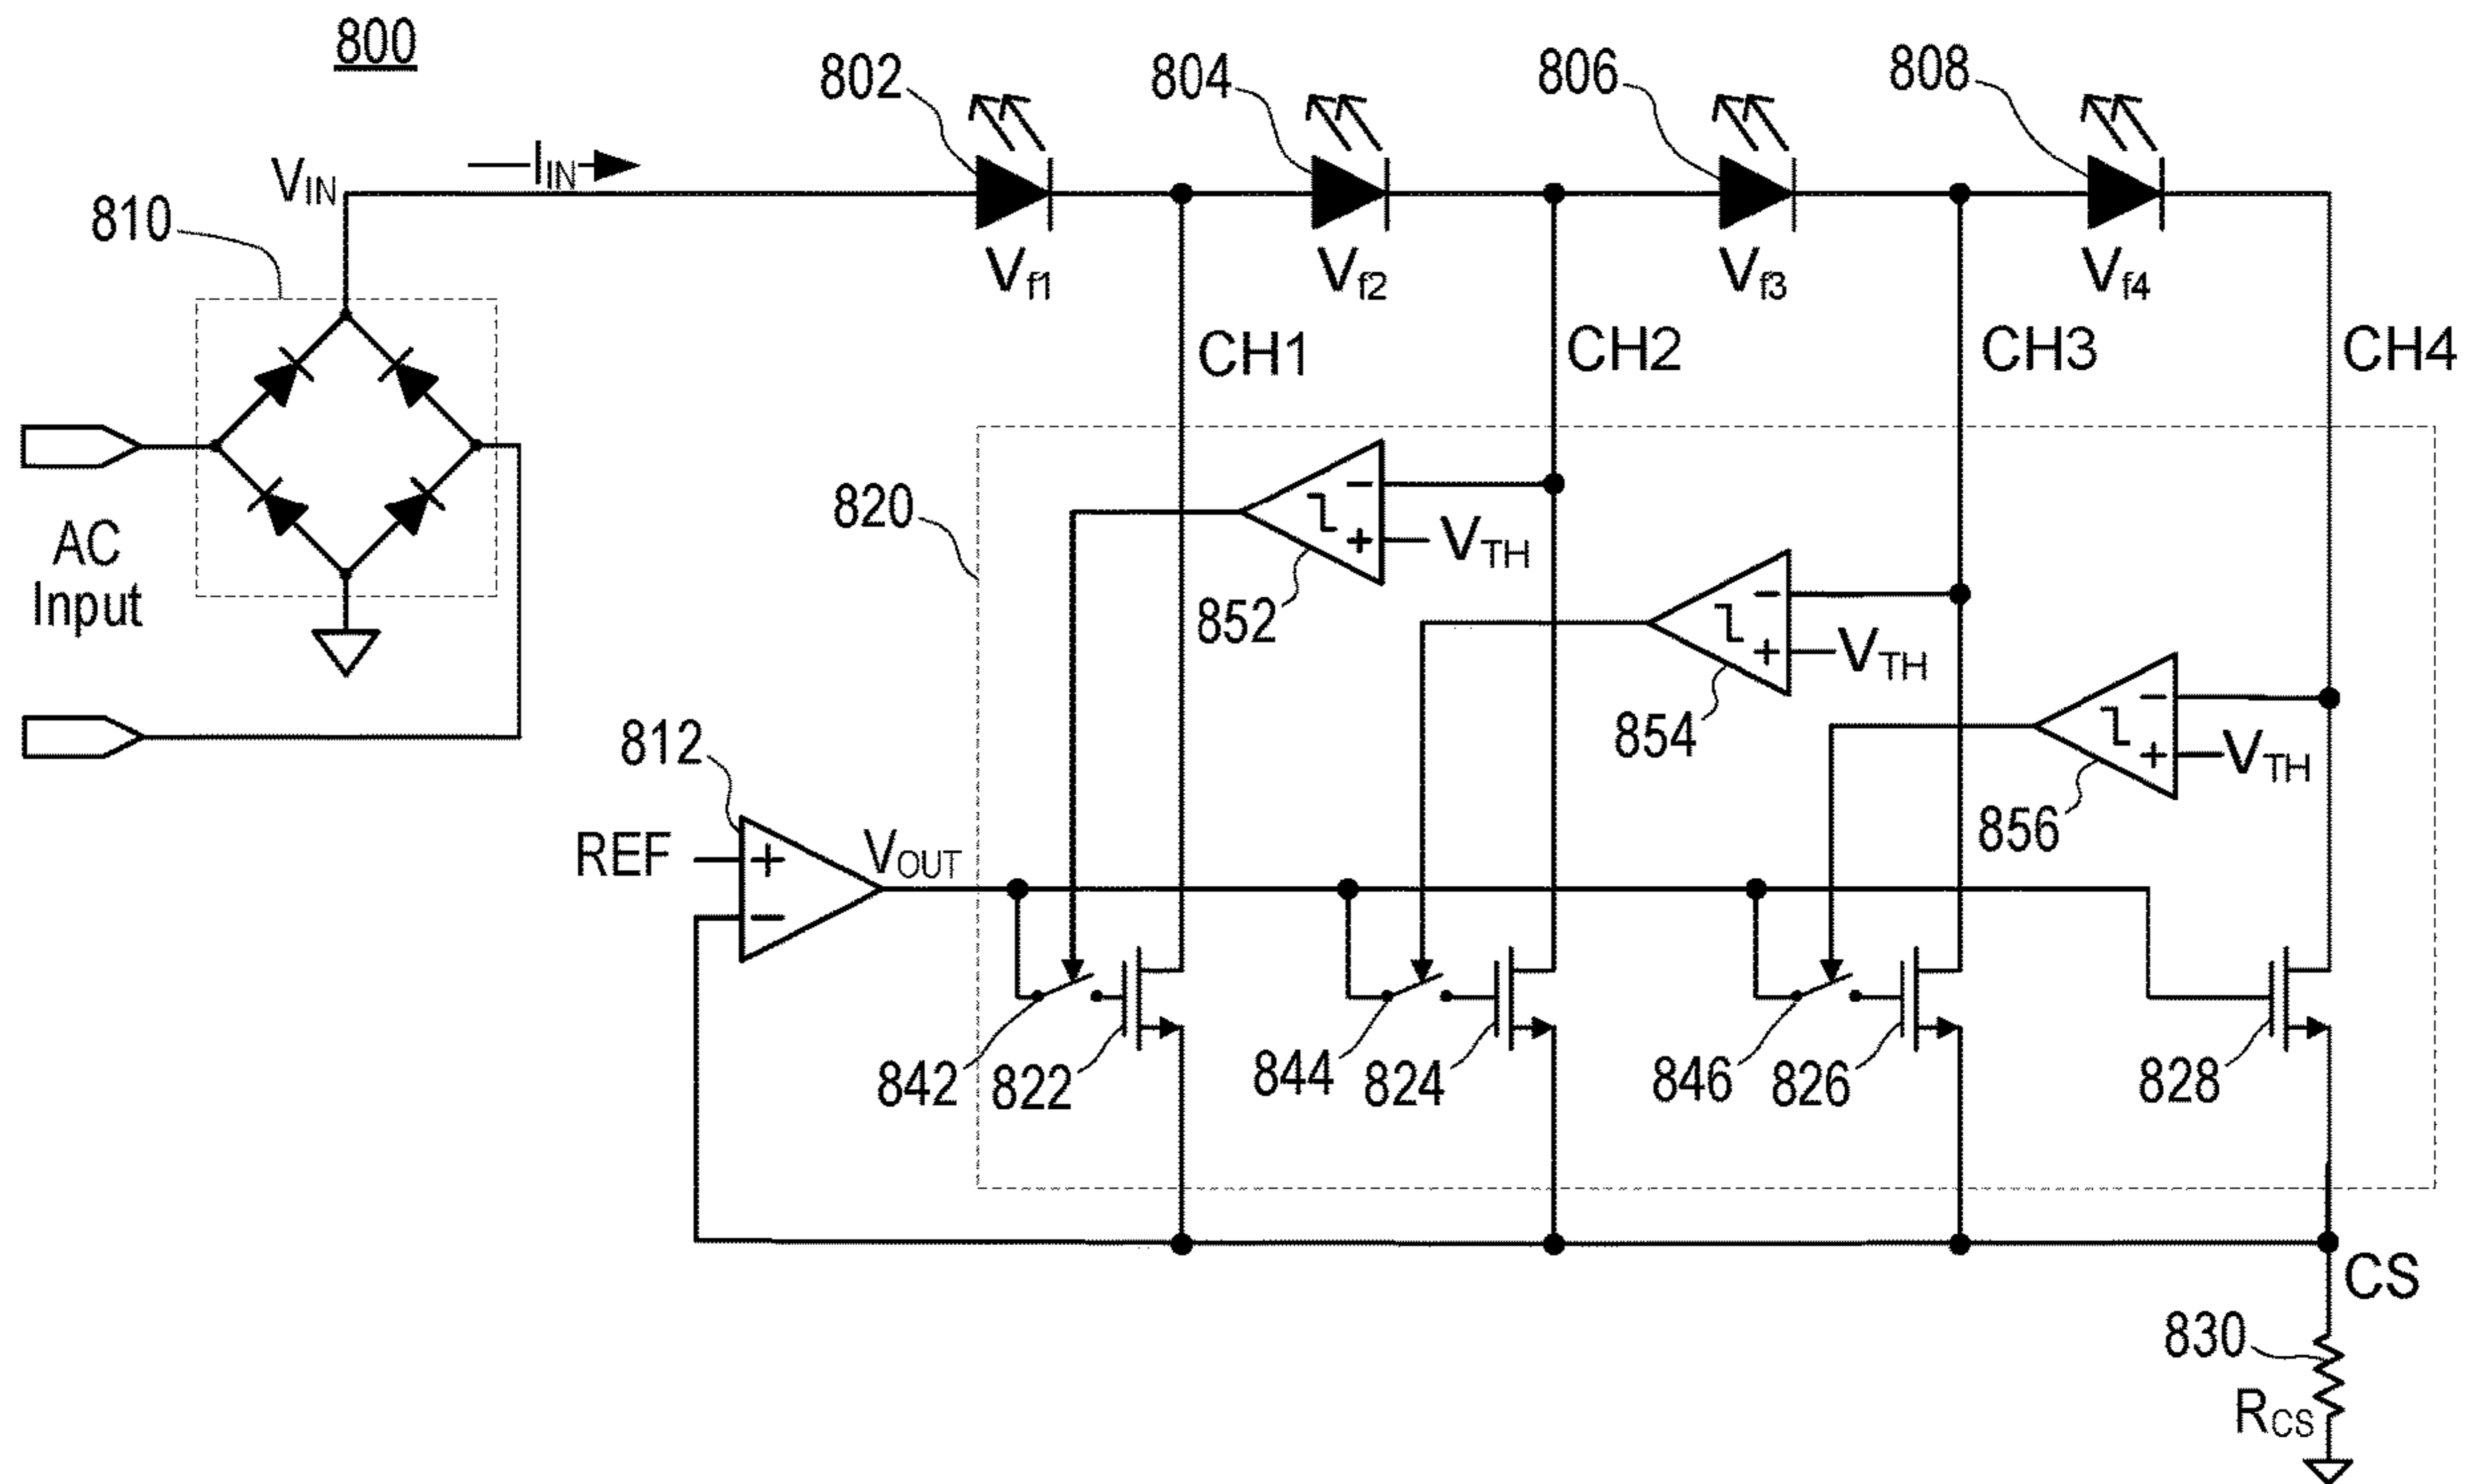 800
802
804
806
808
VIN
IIN
810
Vf1
Vf2
Vf3
Vf4
CH1
CH2
CH3
CH4
AC
Input
820
−
+
VTH
852
−
+
VTH
854
−
+
VTH
856
812
REF
+
−
VOUT
842
822
844
824
846
826
828
CS
830
RCS